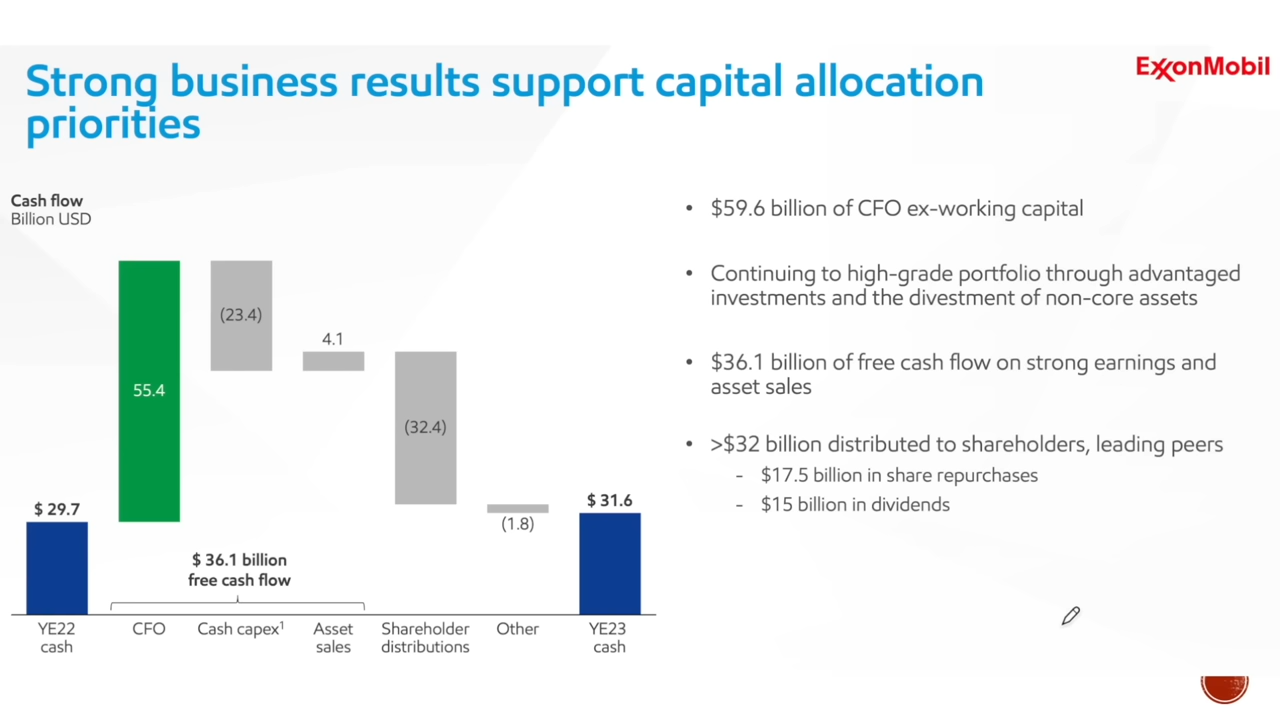 Strong business results support capital allocation
priorities
ExxonMobil
Cash flow
Billion USD
$ 29.7
55.4
(23.4)
4.1
(32.4)
(1.8)
$ 31.6
$ 36.1 billion
free cash flow
YE22
cash
CFO
Cash capex¹
Asset
sales
Shareholder
distributions
Other
YE23
cash
• $59.6 billion of CFO ex-working capital
• Continuing to high-grade portfolio through advantaged
investments and the divestment of non-core assets
• $36.1 billion of free cash flow on strong earnings and
asset sales
• >$32 billion distributed to shareholders, leading peers
- $17.5 billion in share repurchases
- $15 billion in dividends